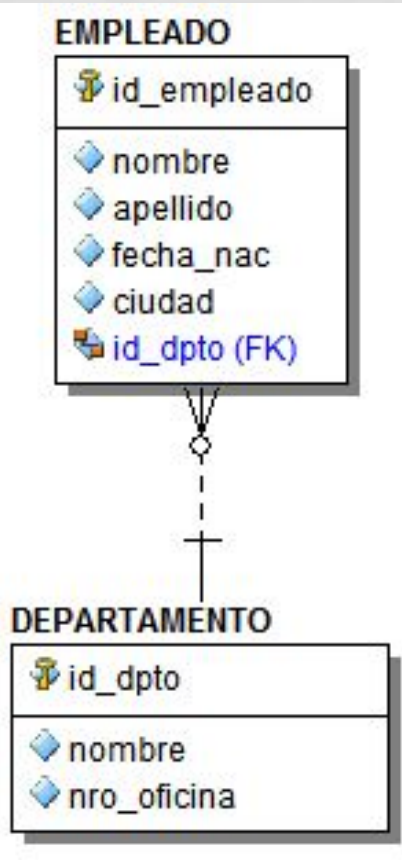 EMPLEADO
id_empleado
nombre
apellido
fecha_nac
ciudad
id_dpto (FK)
DEPARTAMENTO
id_dpto
nombre
nro_oficina